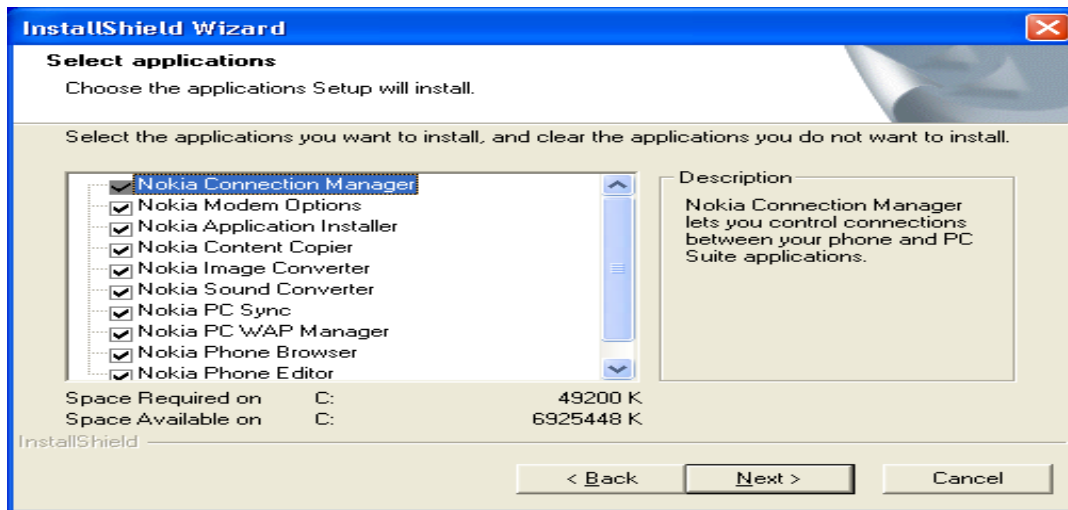 InstallShield Wizard
Select applications
Choose the applications Setup will install.
Select the applications you want to install, and clear the applications you do not want to install.
Nokia Connection Manager
Nokia Modem Options
Nokia Application Installer
Nokia Content Copier
Nokia Image Converter
Nokia Sound Converter
Nokia PC Sync
Nokia PC WAP Manager
Nokia Phone Browser
Nokia Phone Editor
Description
Nokia Connection Manager
lets you control connections
between your phone and PC
Suite applications.
Space Required on C: 49200 K
Space Available on C: 6925448 K
InstallShield
< Back Next > Cancel